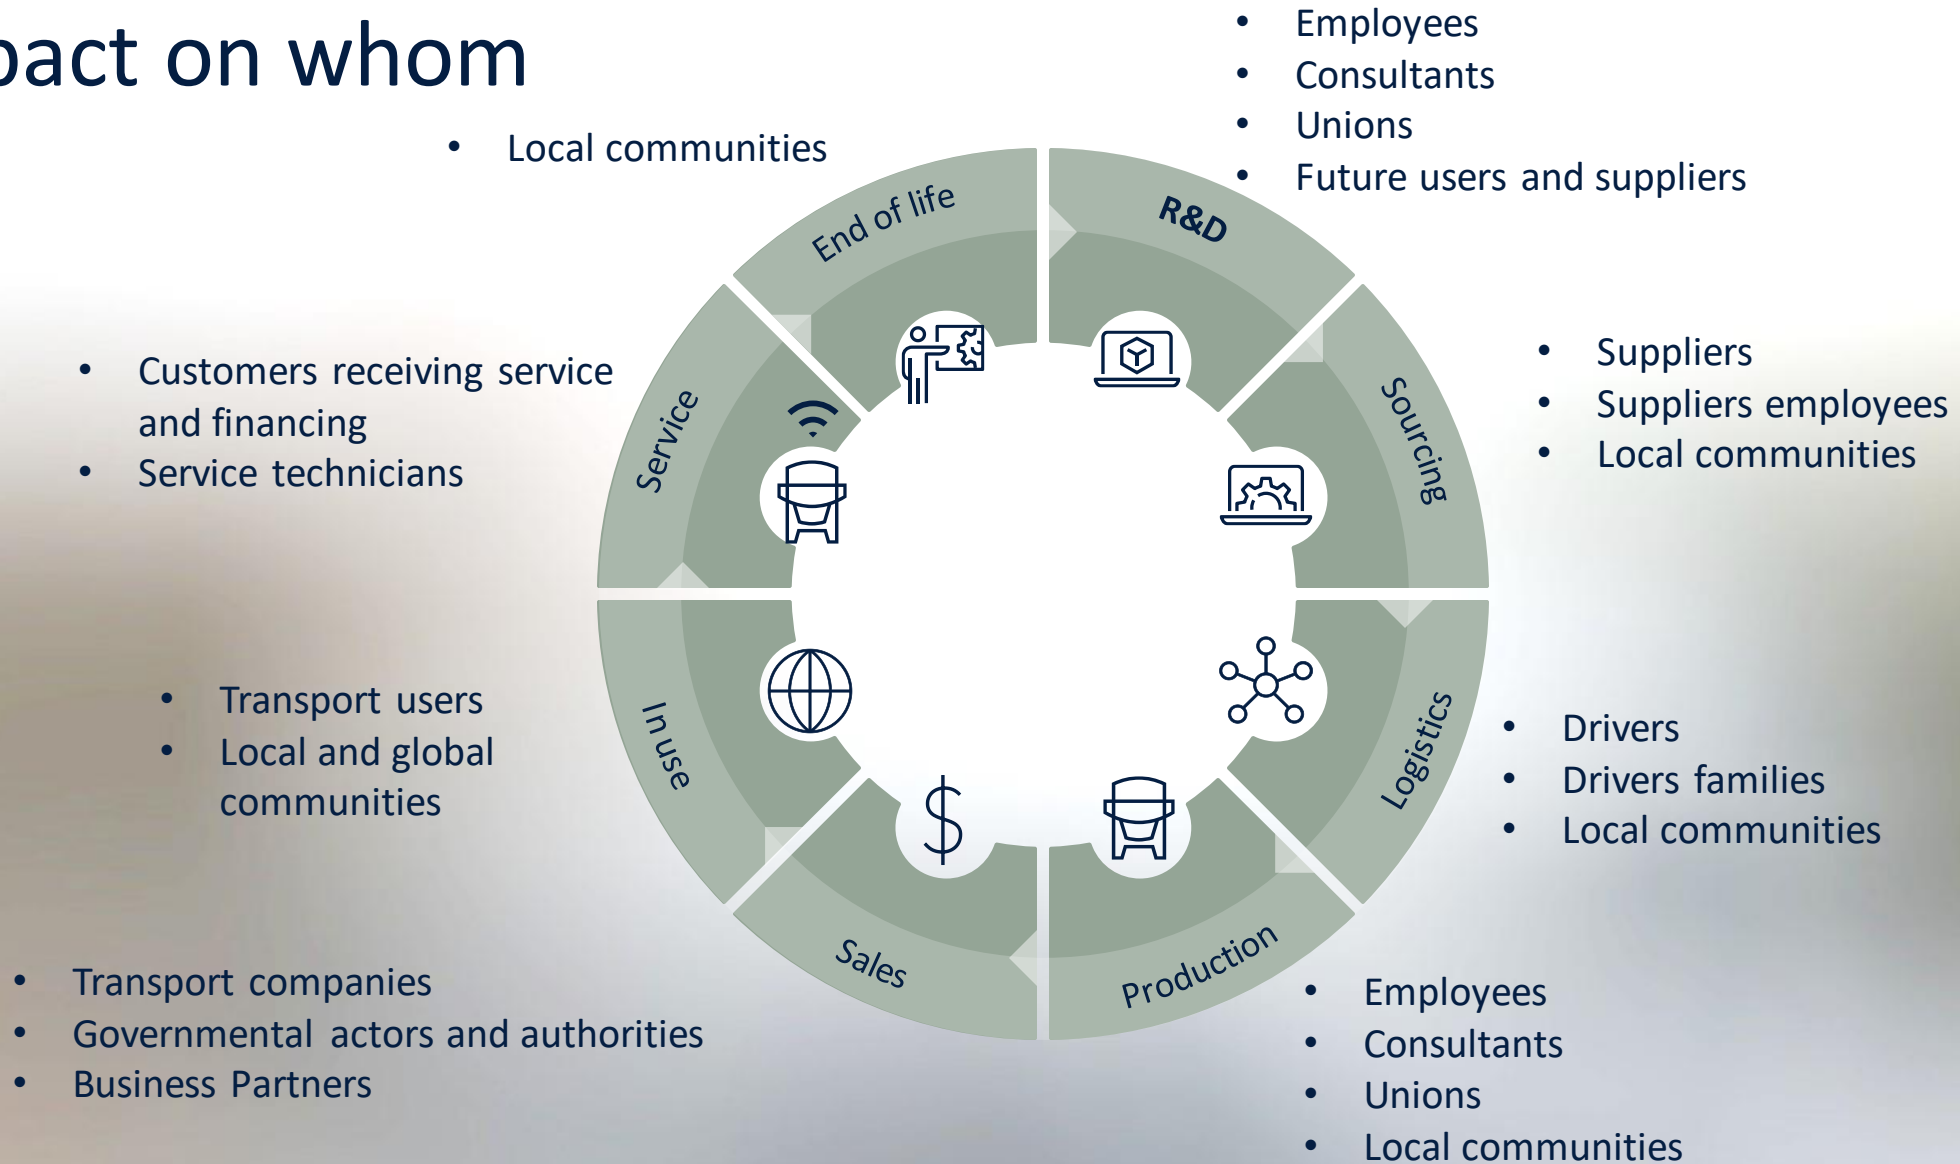 pact on whom
• Employees
• Consultants
• Unions
• Future users and suppliers
• Local communities
End of life
R&D
Sourcing
• Suppliers
• Suppliers employees
• Local communities
• Customers receiving service
and financing
• Service technicians
Service
Logistics
• Drivers
• Drivers families
• Local communities
• Transport users
• Local and global
communities
In use
Sales
Production
• Transport companies
• Governmental actors and authorities
• Business Partners
• Employees
• Consultants
• Unions
• Local communities
$